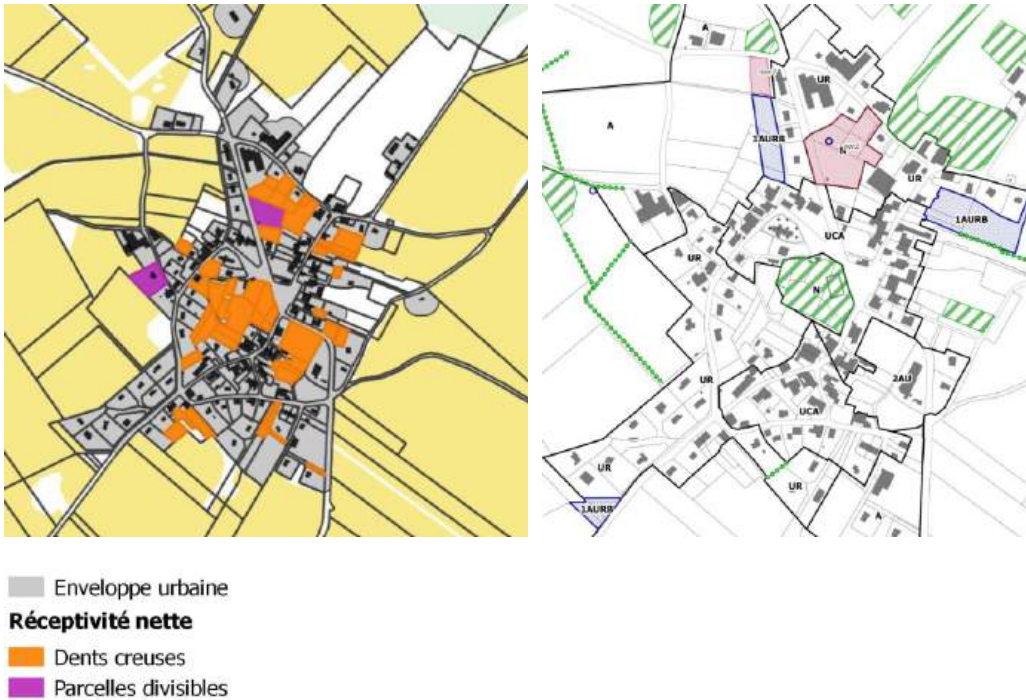 A
UR
A
1AURB
N
UR
1AURB
UCA
UR
N
UR
2AU
UCA
UR
UR
1AURB
A
Enveloppe urbaine
Réceptivité nette
Dents creuses
Parcelles divisibles